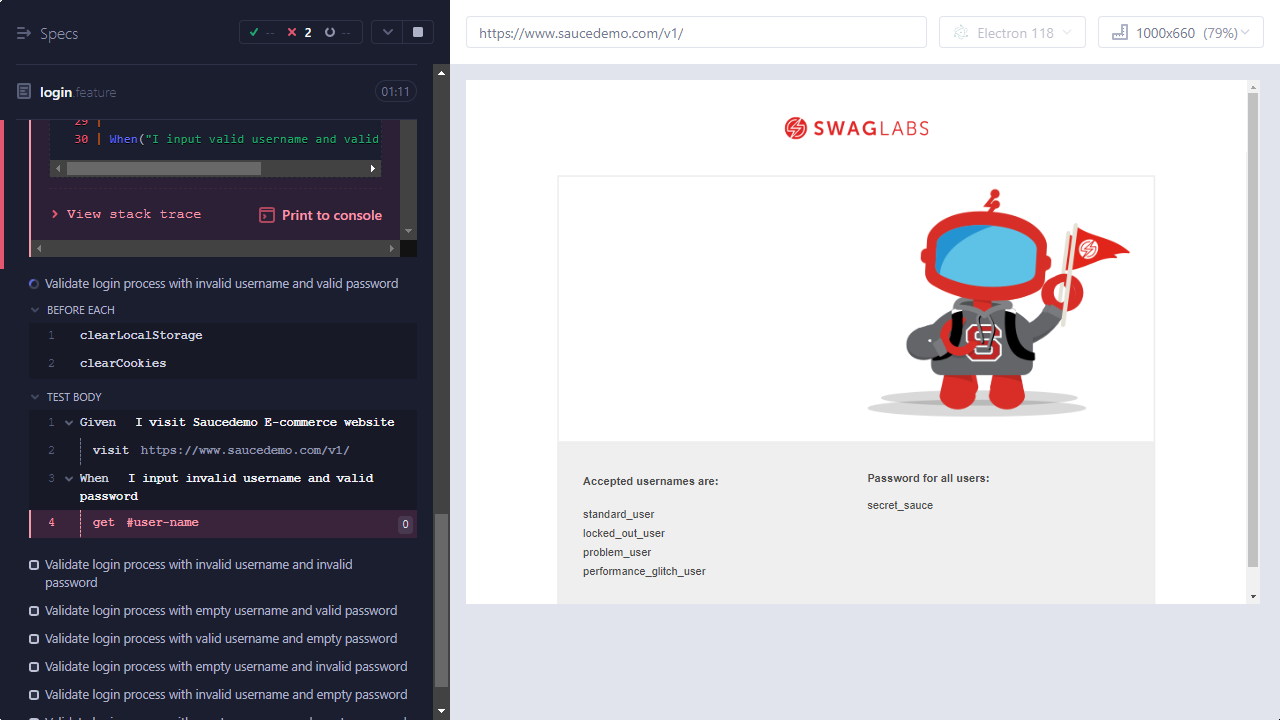 Specs
-- 2 --
login.feature
01:11
29 |
30 | When("I input valid username and valid
View stack trace
Print to console
Validate login process with invalid username and valid password
BEFORE EACH
1 clearLocalStorage
2 clearCookies
TEST BODY
1 Given I visit Saucedemo E-commerce website
2 visit https://www.saucedemo.com/v1/
3 When I input invalid username and valid
password
4 get #user-name 0
Validate login process with invalid username and invalid
password
Validate login process with empty username and valid password
Validate login process with valid username and empty password
Validate login process with empty username and invalid password
Validate login process with invalid username and empty password
https://www.saucedemo.com/v1/
Electron 118
1000x660 (79%)
SWAGLABS
S
Accepted usernames are:
standard_user
locked_out_user
problem_user
performance_glitch_user
Password for all users:
secret_sauce